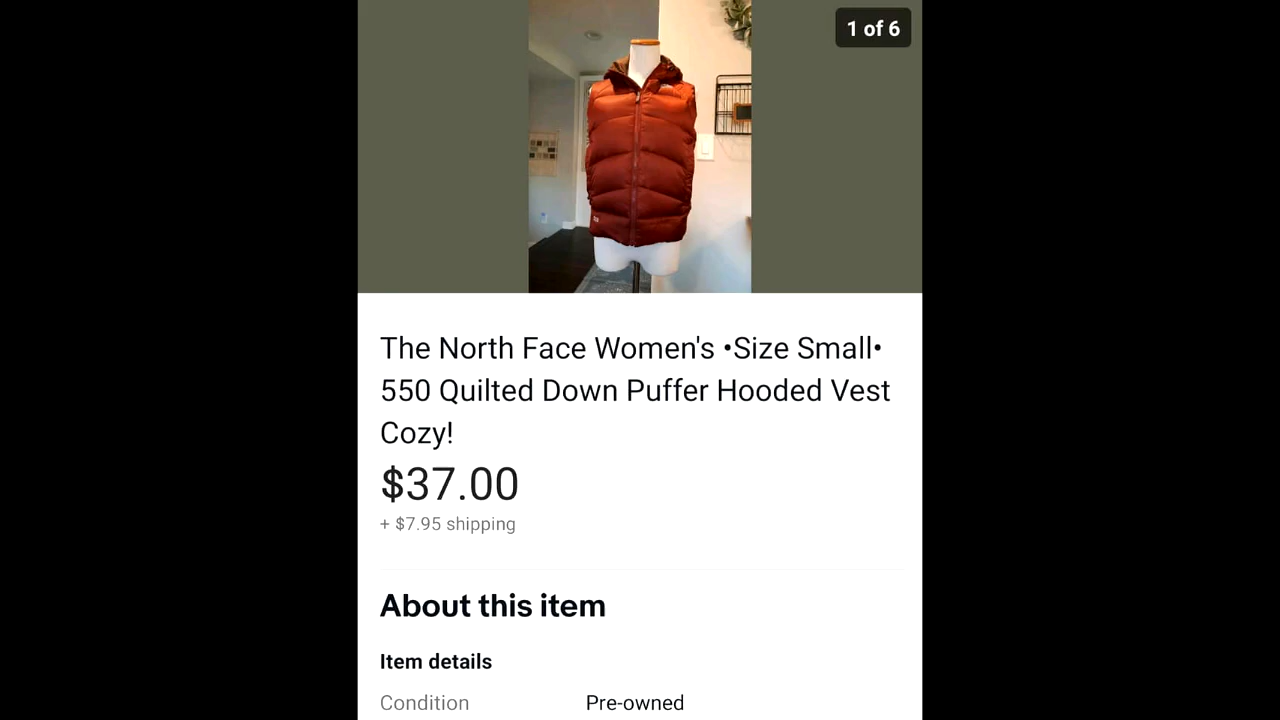 1 of 6
The North Face Women's •Size Small•
550 Quilted Down Puffer Hooded Vest
Cozy!
$37.00
+ $7.95 shipping
About this item
Item details
Condition Pre-owned